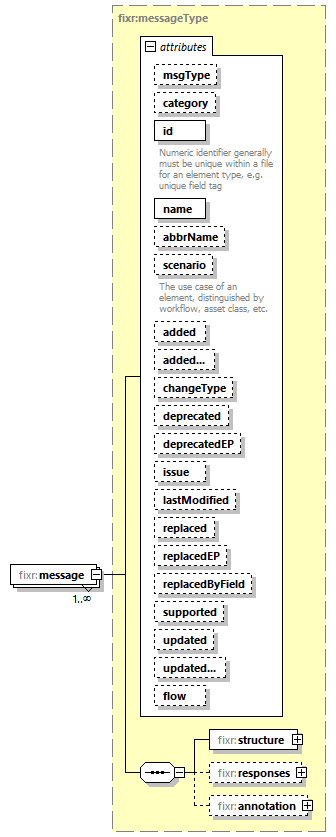 fixr:messageType
attributes
msgType
category
id
Numeric identifier generally
must be unique within a file
for an element type, e.g.
unique field tag
name
abbrName
scenario
The use case of an
element, distinguished by
workflow, asset class, etc.
added
added...
changeType
deprecated
deprecatedEP
issue
lastModified
replaced
replacedEP
replacedByField
supported
updated
updated...
flow
fixr:message
1..∞
fixr:structure
fixr:responses
fixr:annotation